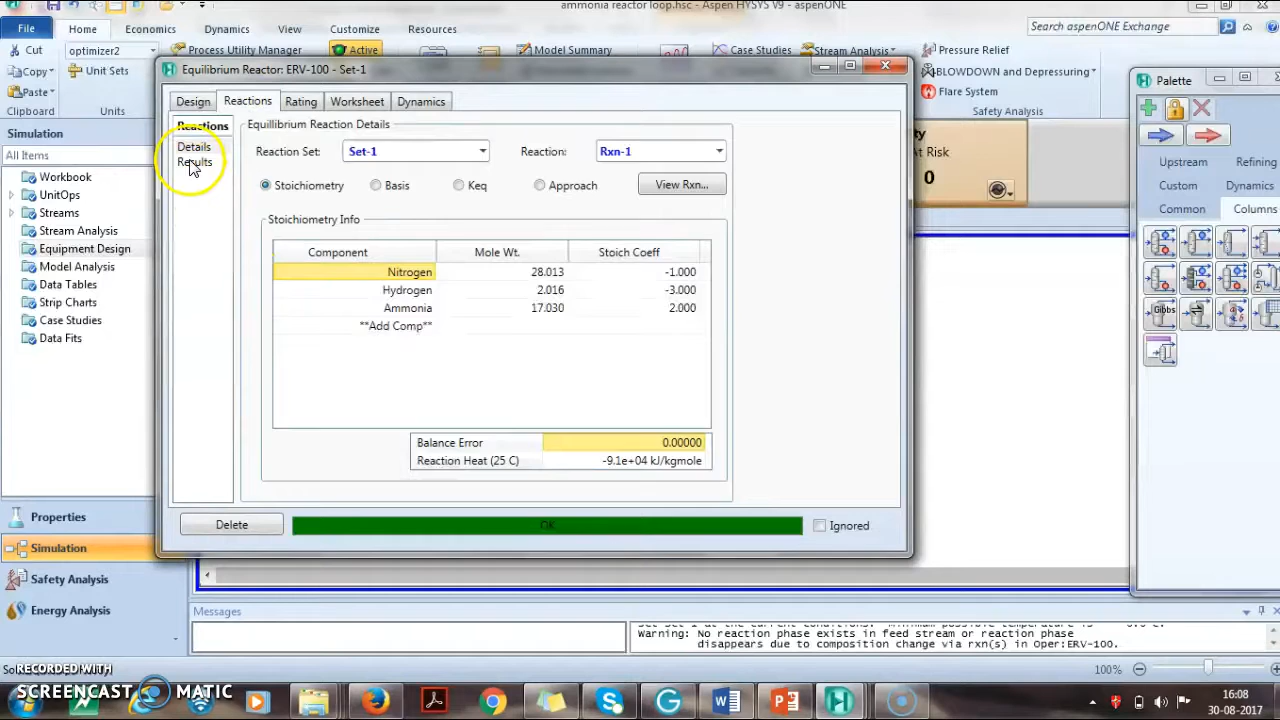 ammonia reactor loop.hsc - Aspen HYSYS V9 - aspenONE
File
Home
Economics
Dynamics
View
Customize
Resources
Search aspenONE Exchange
Cut
optimizer2
Process Utility Manager
Active
Model Summary
Case Studies
Stream Analysis
Pressure Relief
Copy
Unit Sets
BLOWDOWN and Depressuring
Paste
Flare System
Clipboard
Safety Analysis
Equilibrium Reactor: ERV-100 - Set-1
Palette
Simulation
All Items
Workbook
UnitOps
Streams
Stream Analysis
Equipment Design
Model Analysis
Data Tables
Strip Charts
Case Studies
Data Fits
Properties
Simulation
Safety Analysis
Energy Analysis
Design
Reactions
Rating
Worksheet
Dynamics
Reactions
Details
Results
Equillibrium Reaction Details
Reaction Set:
Set-1
Reaction:
Rxn-1
Stoichiometry
Basis
Keq
Approach
View Rxn...
Stoichiometry Info
Component Mole Wt. Stoich Coeff
Nitrogen 28.013 -1.000
Hydrogen 2.016 -3.000
Ammonia 17.030 2.000
**Add Comp**
Balance Error 0.00000
Reaction Heat (25 C) -9.1e+04 kJ/kgmole
Delete
OK
Ignored
At Risk
0
Upstream
Refining
Custom
Dynamics
Common
Columns
Gibbs
Messages
Warning: No reaction phase exists in feed stream or reaction phase
disappears due to composition change via rxn(s) in Oper:ERV-100.
100%
RECORDED WITH
SCREENCAST MATIC
16:08
30-08-2017